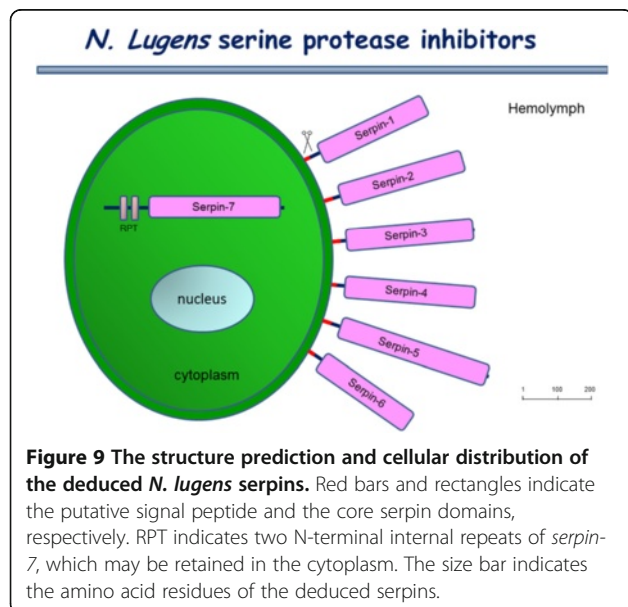 N. Lugens serine protease inhibitors
Hemolymph
Serpin-1
Serpin-2
Serpin-3
Serpin-4
Serpin-5
Serpin-6
Serpin-7
RPT
nucleus
cytoplasm
1 100 200
Figure 9 The structure prediction and cellular distribution of
the deduced N. lugens serpins. Red bars and rectangles indicate
the putative signal peptide and the core serpin domains,
respectively. RPT indicates two N-terminal internal repeats of serpin-
7, which may be retained in the cytoplasm. The size bar indicates
the amino acid residues of the deduced serpins.